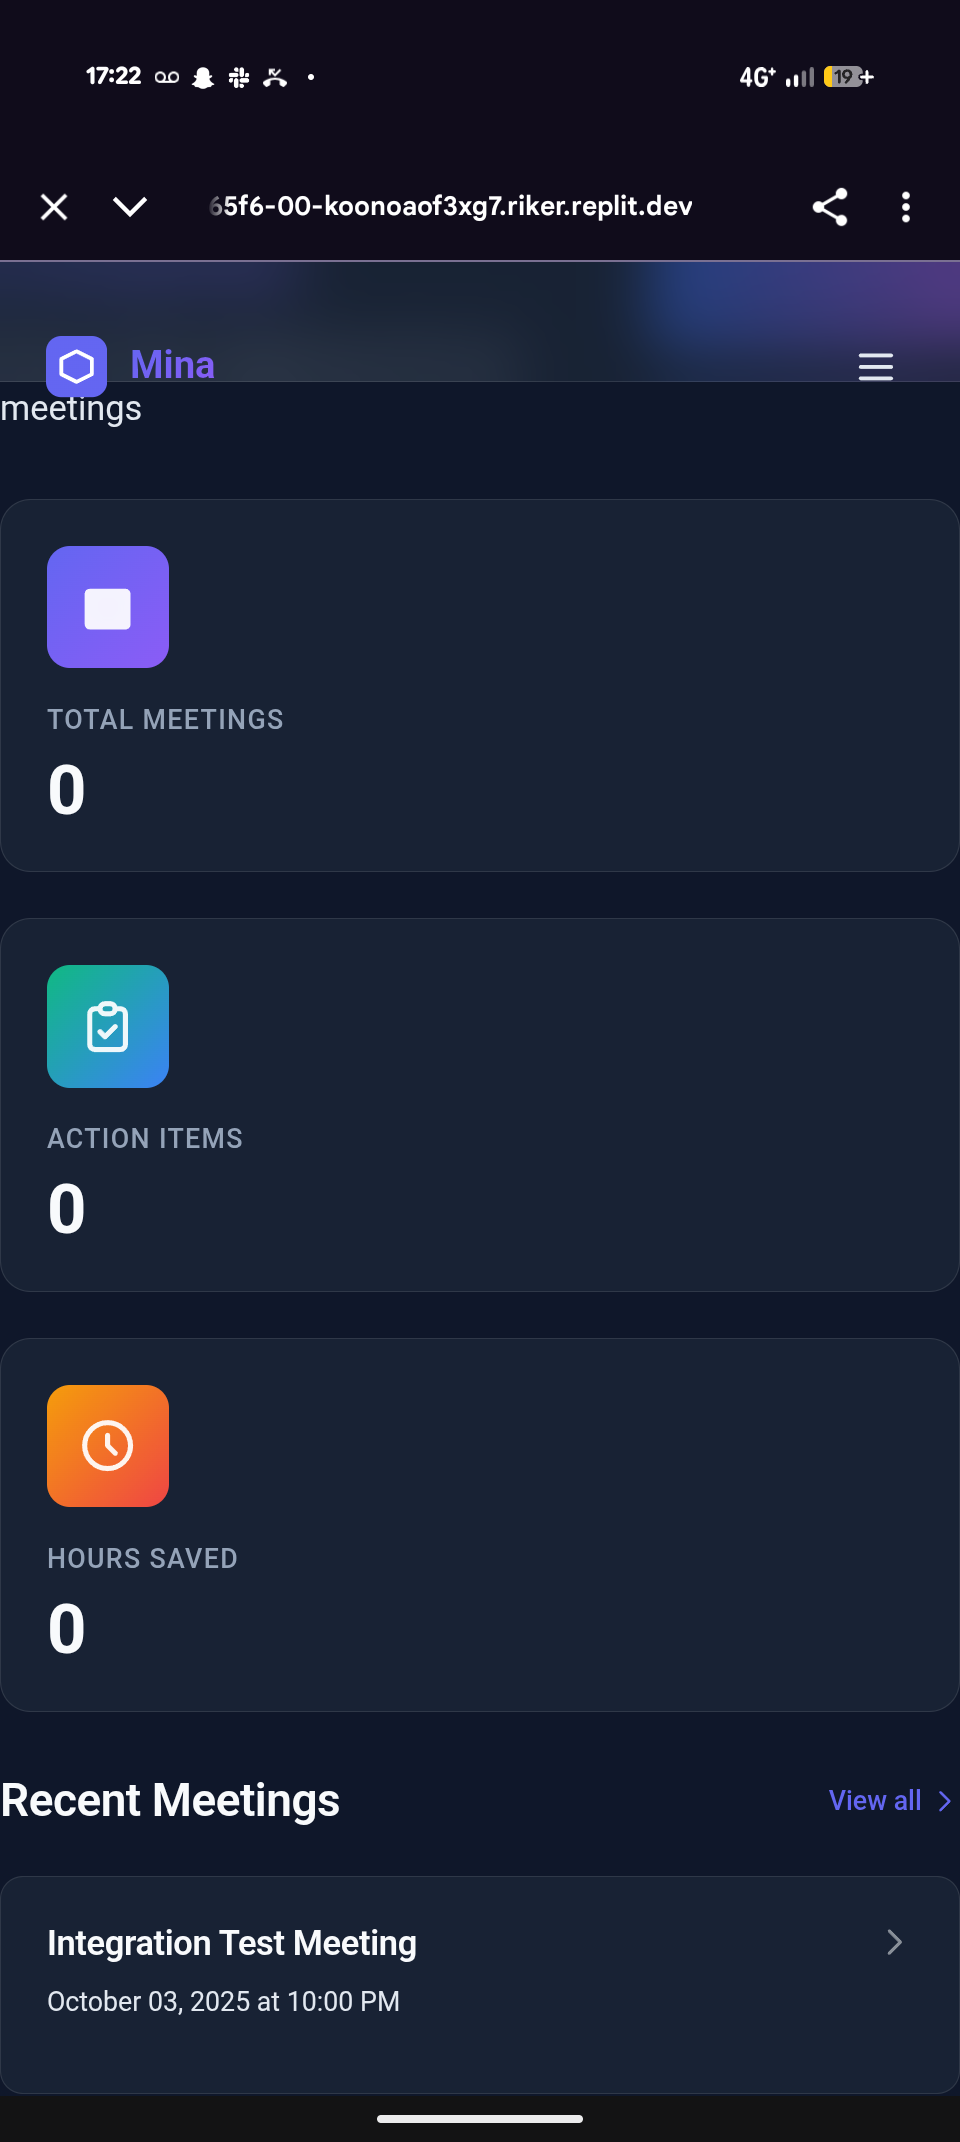 17:22
4G+
19
65f6-00-koonoaof3xg7.riker.replit.dev
Mina
meetings
TOTAL MEETINGS
0
ACTION ITEMS
0
HOURS SAVED
0
Recent Meetings
View all
Integration Test Meeting
October 03, 2025 at 10:00 PM